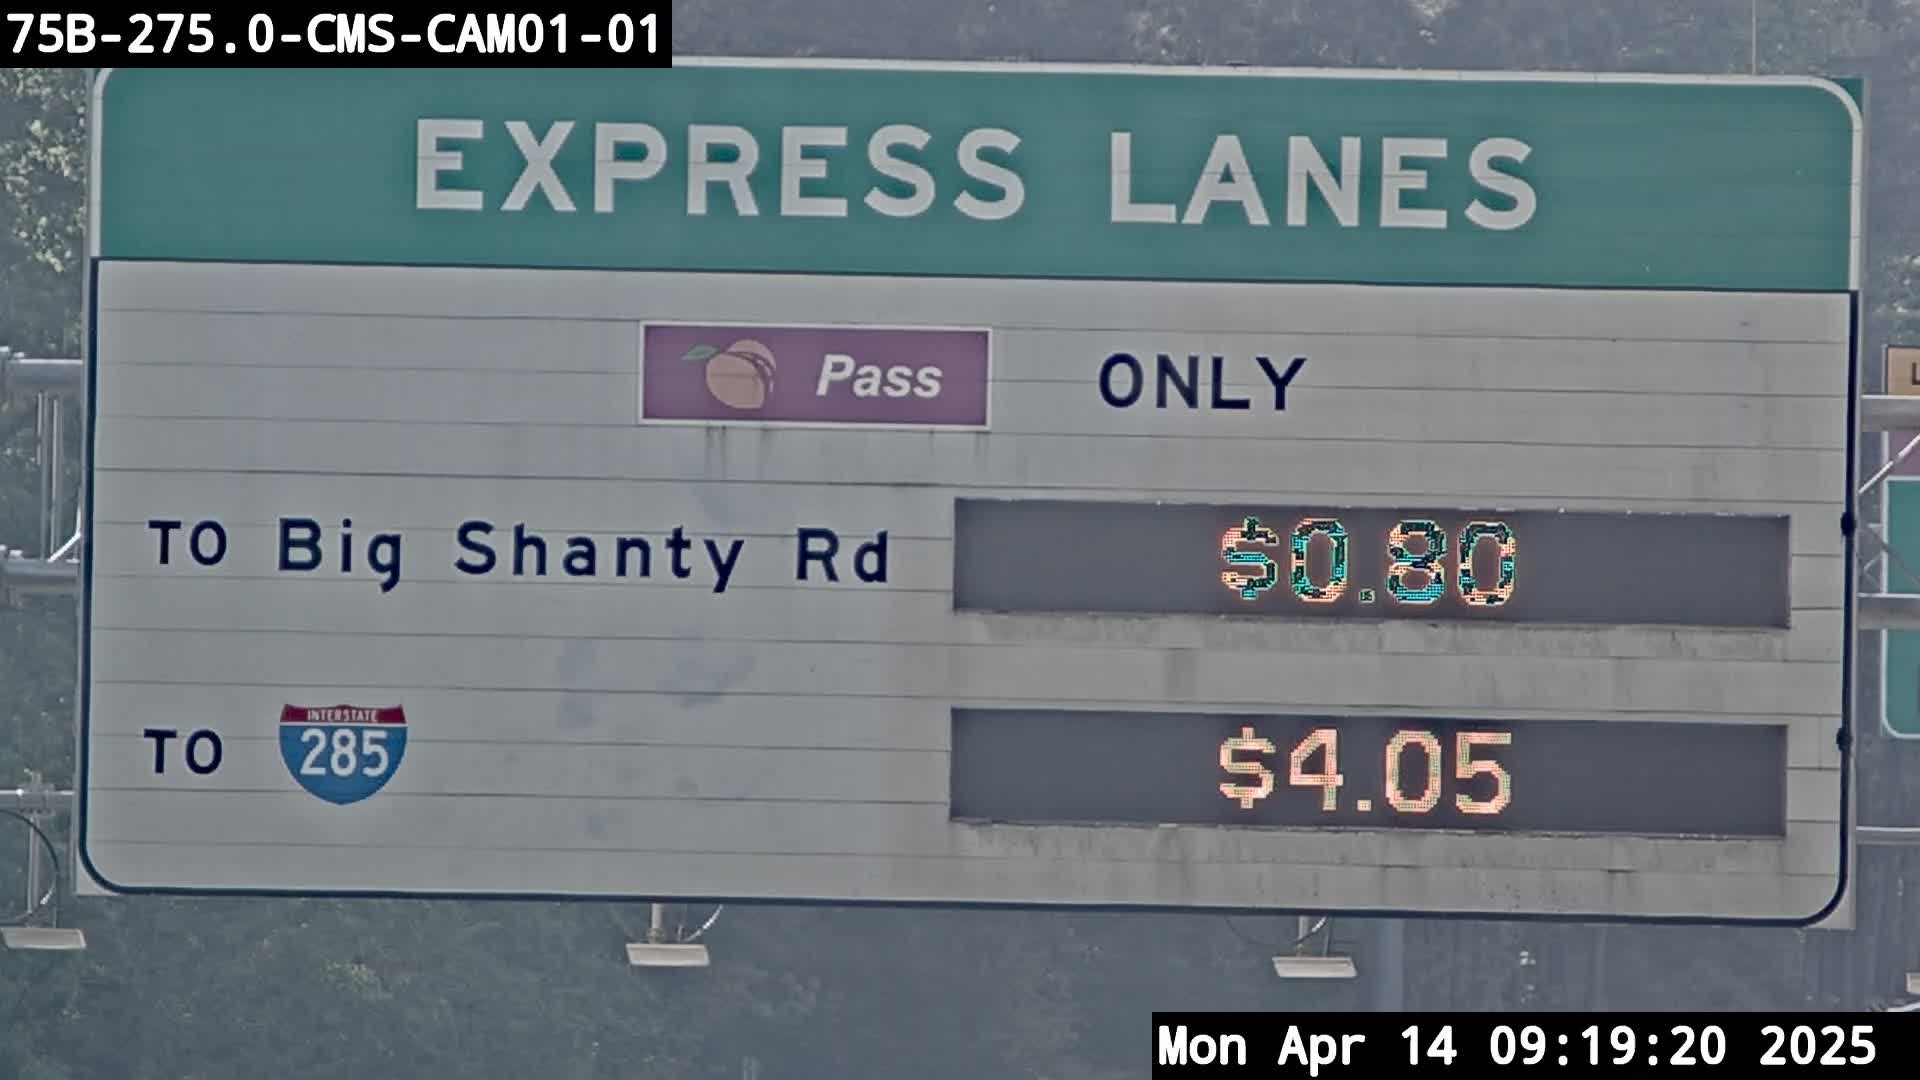 75B-275.0-CMS-CAM01-01
EXPRESS LANES
Pass ONLY
TO Big Shanty Rd $0.80
TO INTERSTATE 285 $4.05
Mon Apr 14 09:19:20 2025